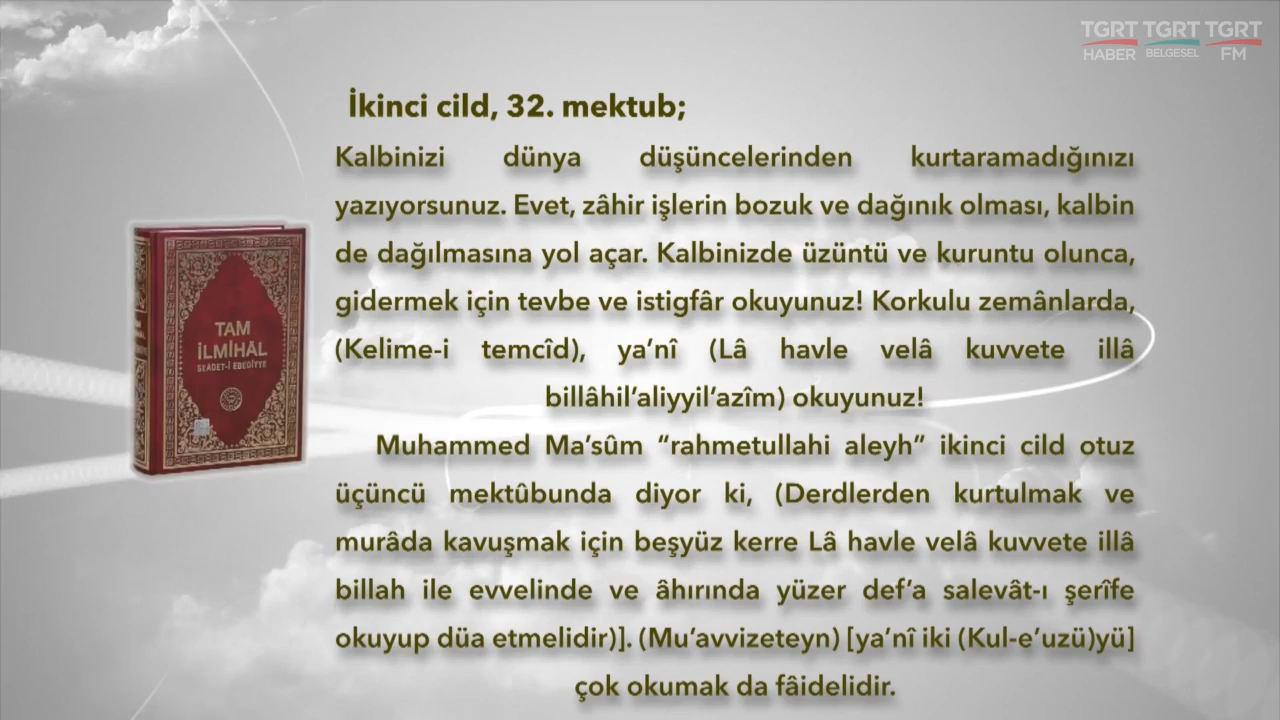 TGRT TGRT TGRT
HABER BELGESEL FM
İkinci cild, 32. mektub;
Kalbinizi dünya düşüncelerinden kurtaramadığınızı
yazıyorsunuz. Evet, zâhir işlerin bozuk ve dağınık olması, kalbin
de dağılmasına yol açar. Kalbinizde üzüntü ve kuruntu olunca,
gidermek için tevbe ve istigfâr okuyunuz! Korkulu zemânlarda,
(Kelime-i temcîd), ya’nî (Lâ havle velâ kuvvete illâ
billâhil’aliyyil’azîm) okuyunuz!
Muhammed Ma’sûm “rahmetullahi aleyh” ikinci cild otuz
üçüncü mektûbunda diyor ki, (Derdlerden kurtulmak ve
murâda kavuşmak için beşyüz kerre Lâ havle velâ kuvvete illâ
billah ile evvelinde ve âhırında yüzer def’a salevât-ı şerîfe
okuyup düa etmelidir)]. (Mu’avvizeteyn) [ya’nî iki (Kul-e’uzü)yü]
çok okumak da fâidelidir.
TAM
İLMİHAL
SEÂDET-İ EBEDİYYE